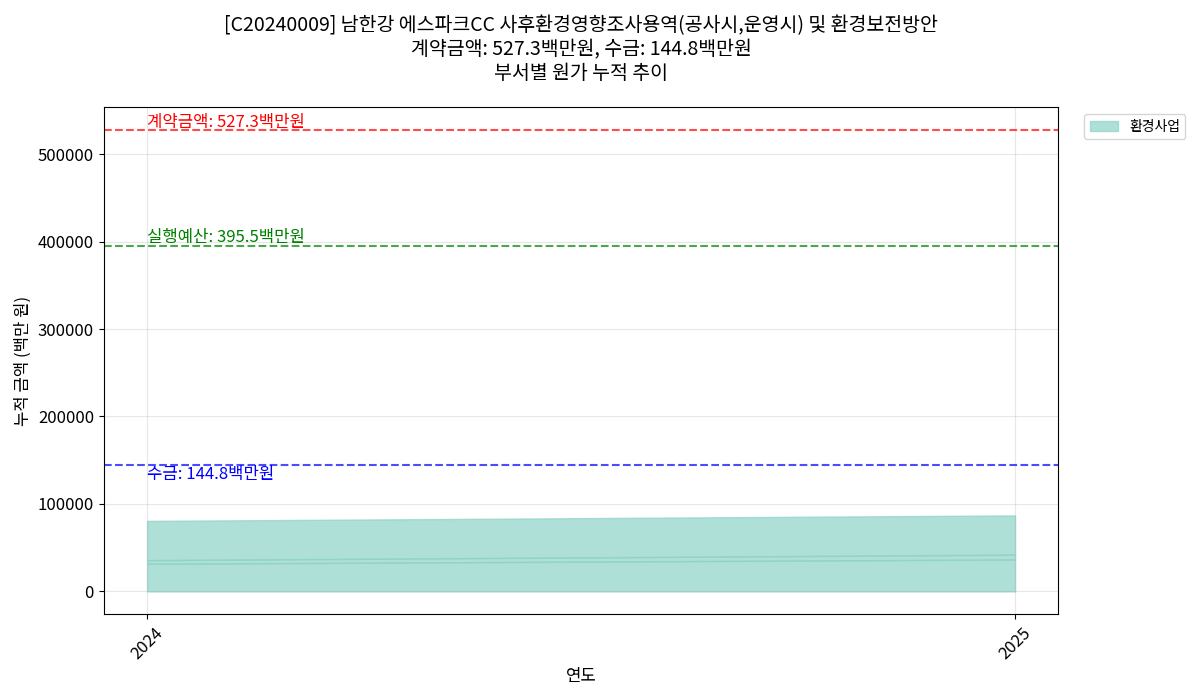 [C20240009] 남한강 에스파크CC 사후환경영향조사용역(공사시,운영시) 및 환경보전방안
계약금액: 527.3백만원, 수금: 144.8백만원
부서별 원가 누적 추이
계약금액: 527.3백만원
환경사업
500000
실행예산: 395.5백만원
400000
300000
누적 금액 (백만 원)
200000
수금: 144.8백만원
100000
0
2024
2025
연도